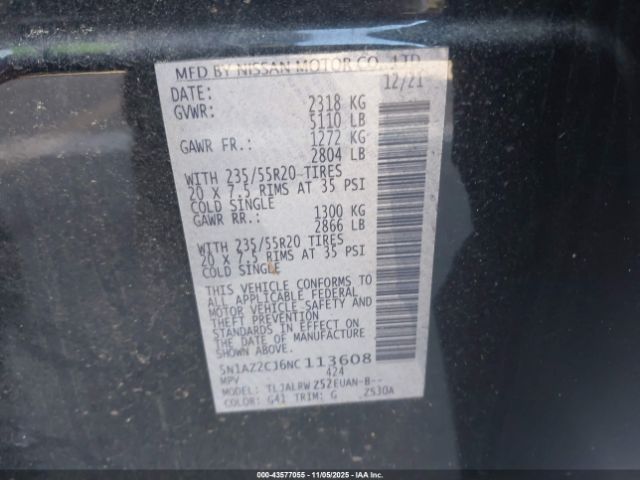 MFD BY NISSAN MOTOR CO., LTD.
DATE: 12/21
GVWR: 2318 KG
5110 LB
GAWR FR.: 1272 KG
2804 LB
WITH 235/55R20 TIRES
20 X 7.5 RIMS AT 35 PSI
COLD SINGLE
GAWR RR.: 1300 KG
2866 LB
WITH 235/55R20 TIRES
20 X 7.5 RIMS AT 35 PSI
COLD SINGLE
THIS VEHICLE CONFORMS TO
ALL APPLICABLE FEDERAL
MOTOR VEHICLE SAFETY AND
THEFT PREVENTION
STANDARDS IN EFFECT ON
THE DATE OF MANUFACTURE
SHOWN ABOVE.
5N1AZ2CJ6NC113608
MPV 424
MODEL: TLJALRW Z52EUAN-B--
COLOR: G41 TRIM: G Z5J0A
000-43577055 - 11/05/2025 - IAA, Inc.